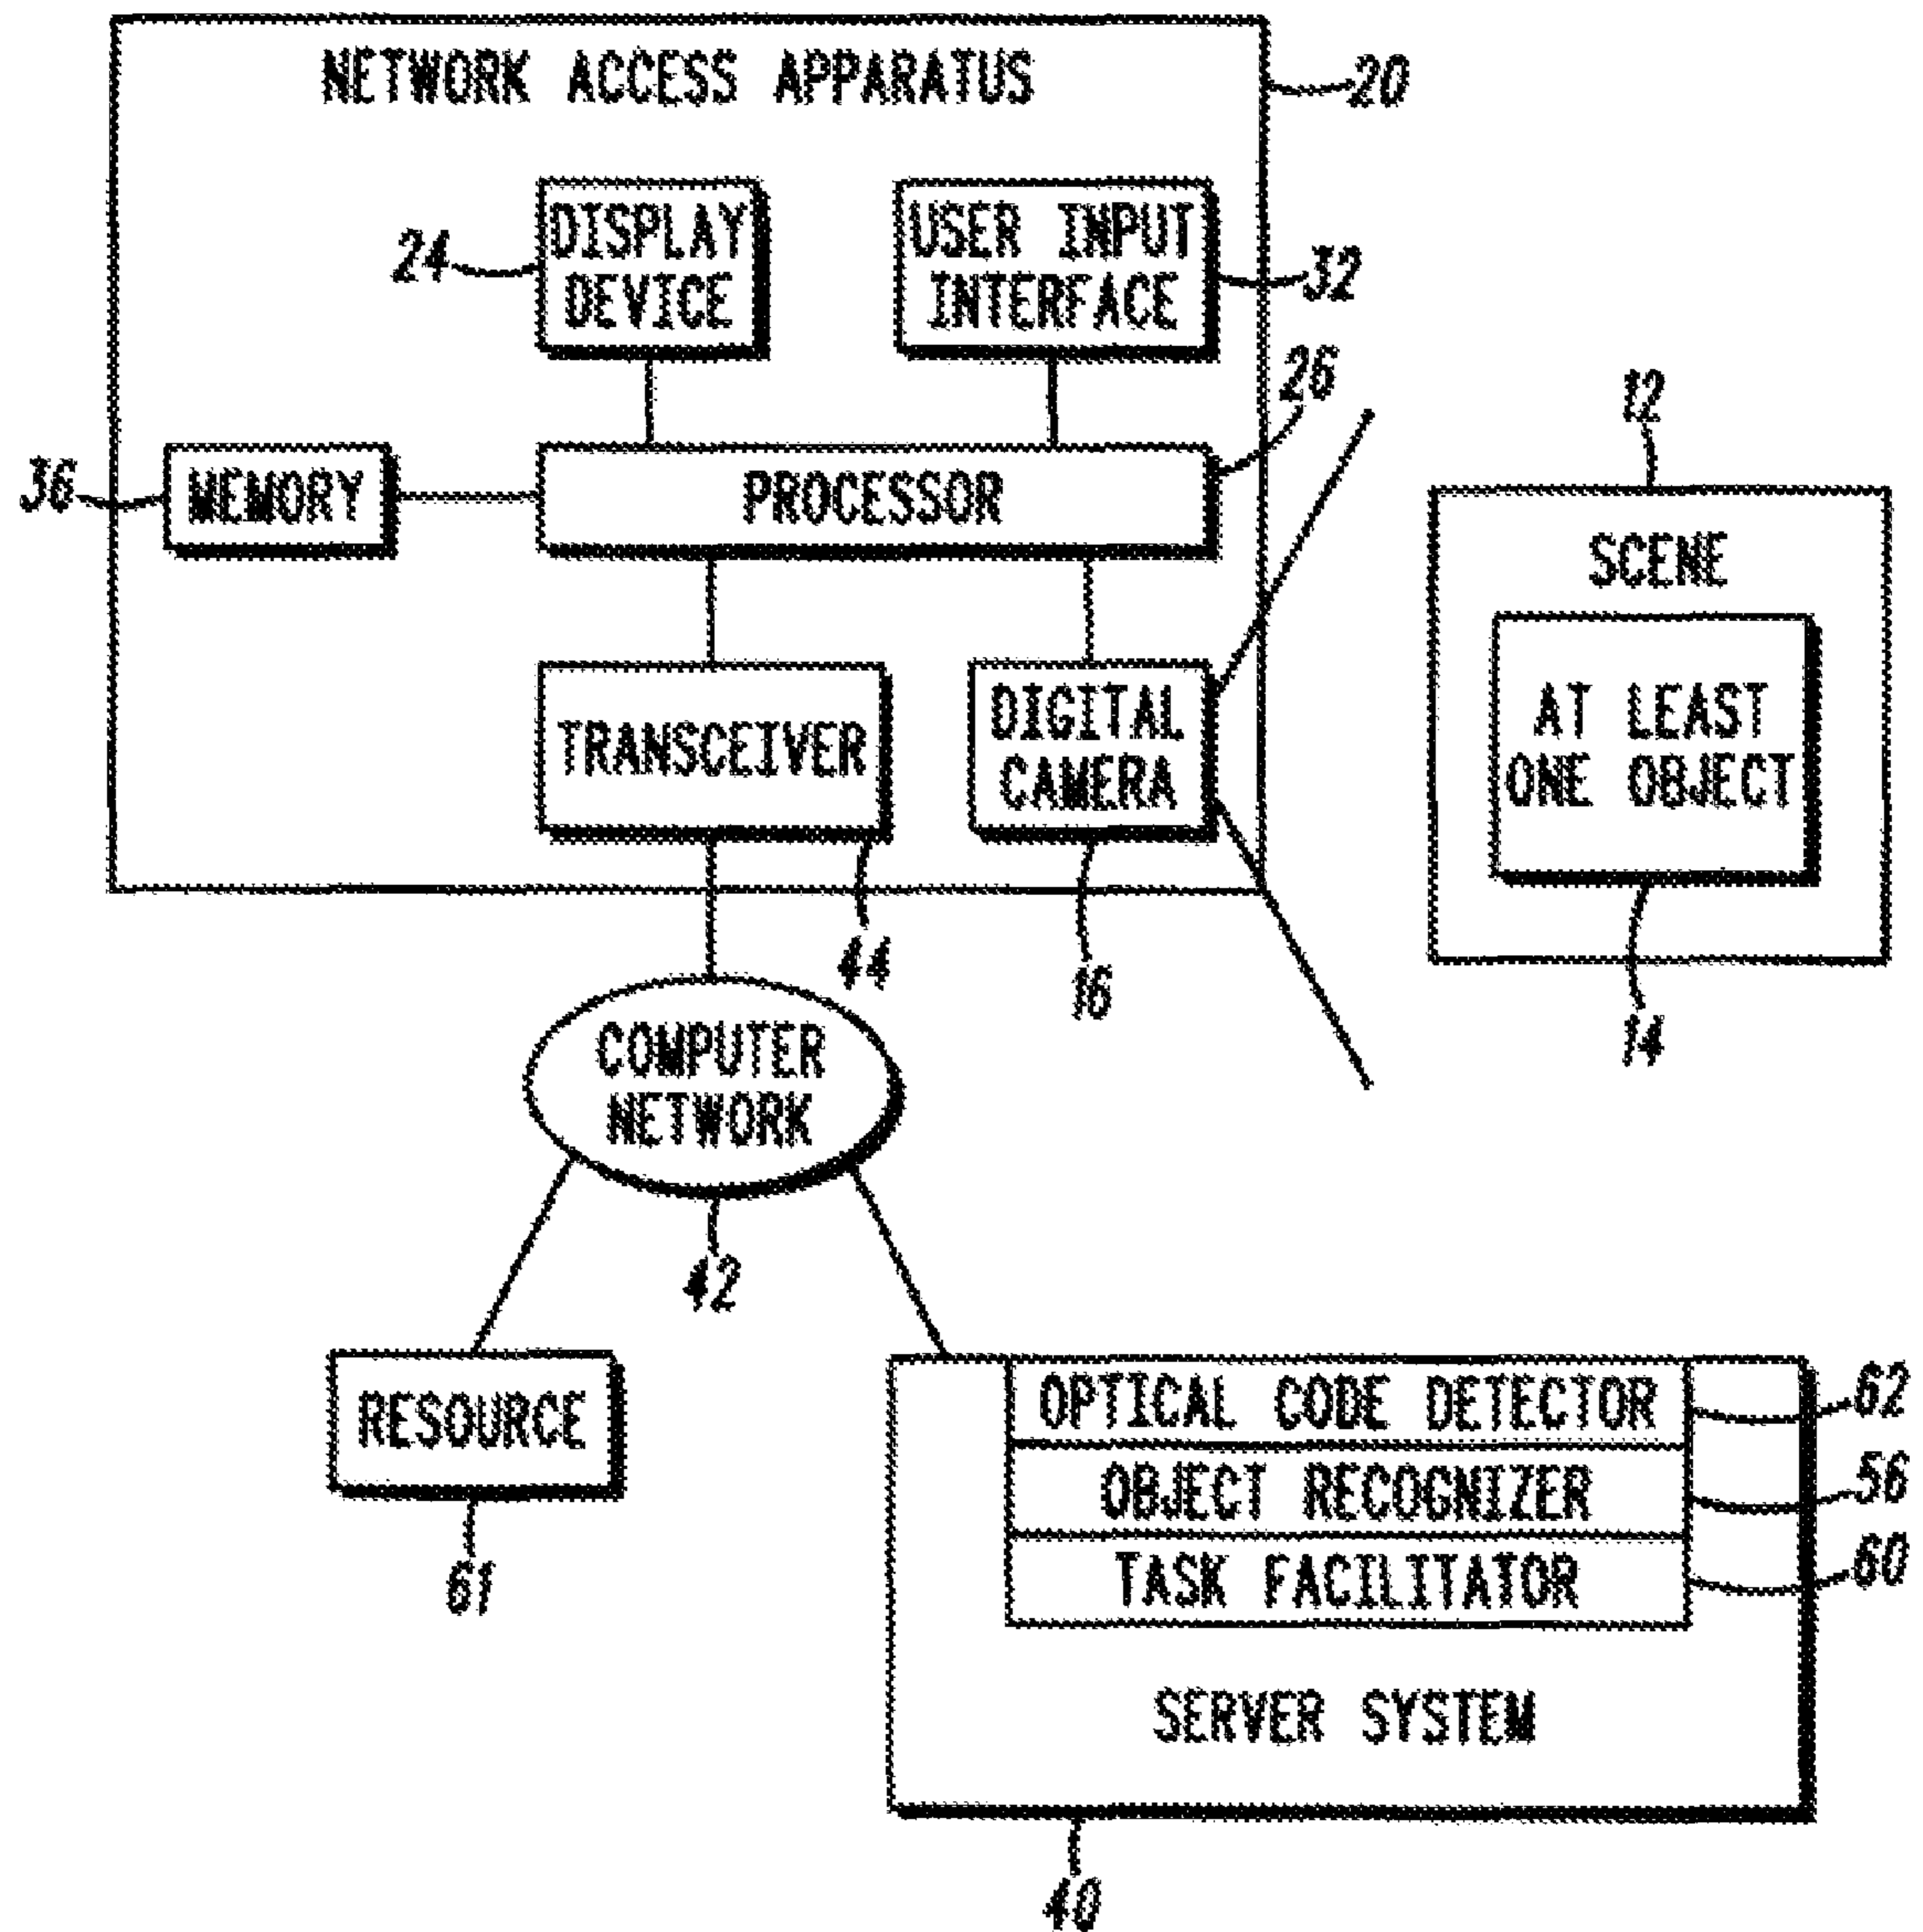 NETWORK ACCESS APPARATUS
20
DISPLAY
DEVICE
24
USER INPUT
INTERFACE
32
26
12
36
MEMORY
PROCESSOR
SCENE
TRANSCEIVER
DIGITAL
CAMERA
AT LEAST
ONE OBJECT
44
16
14
COMPUTER
NETWORK
42
RESOURCE
61
OPTICAL CODE DETECTOR
62
OBJECT RECOGNIZER
56
TASK FACILITATOR
60
SERVER SYSTEM
40